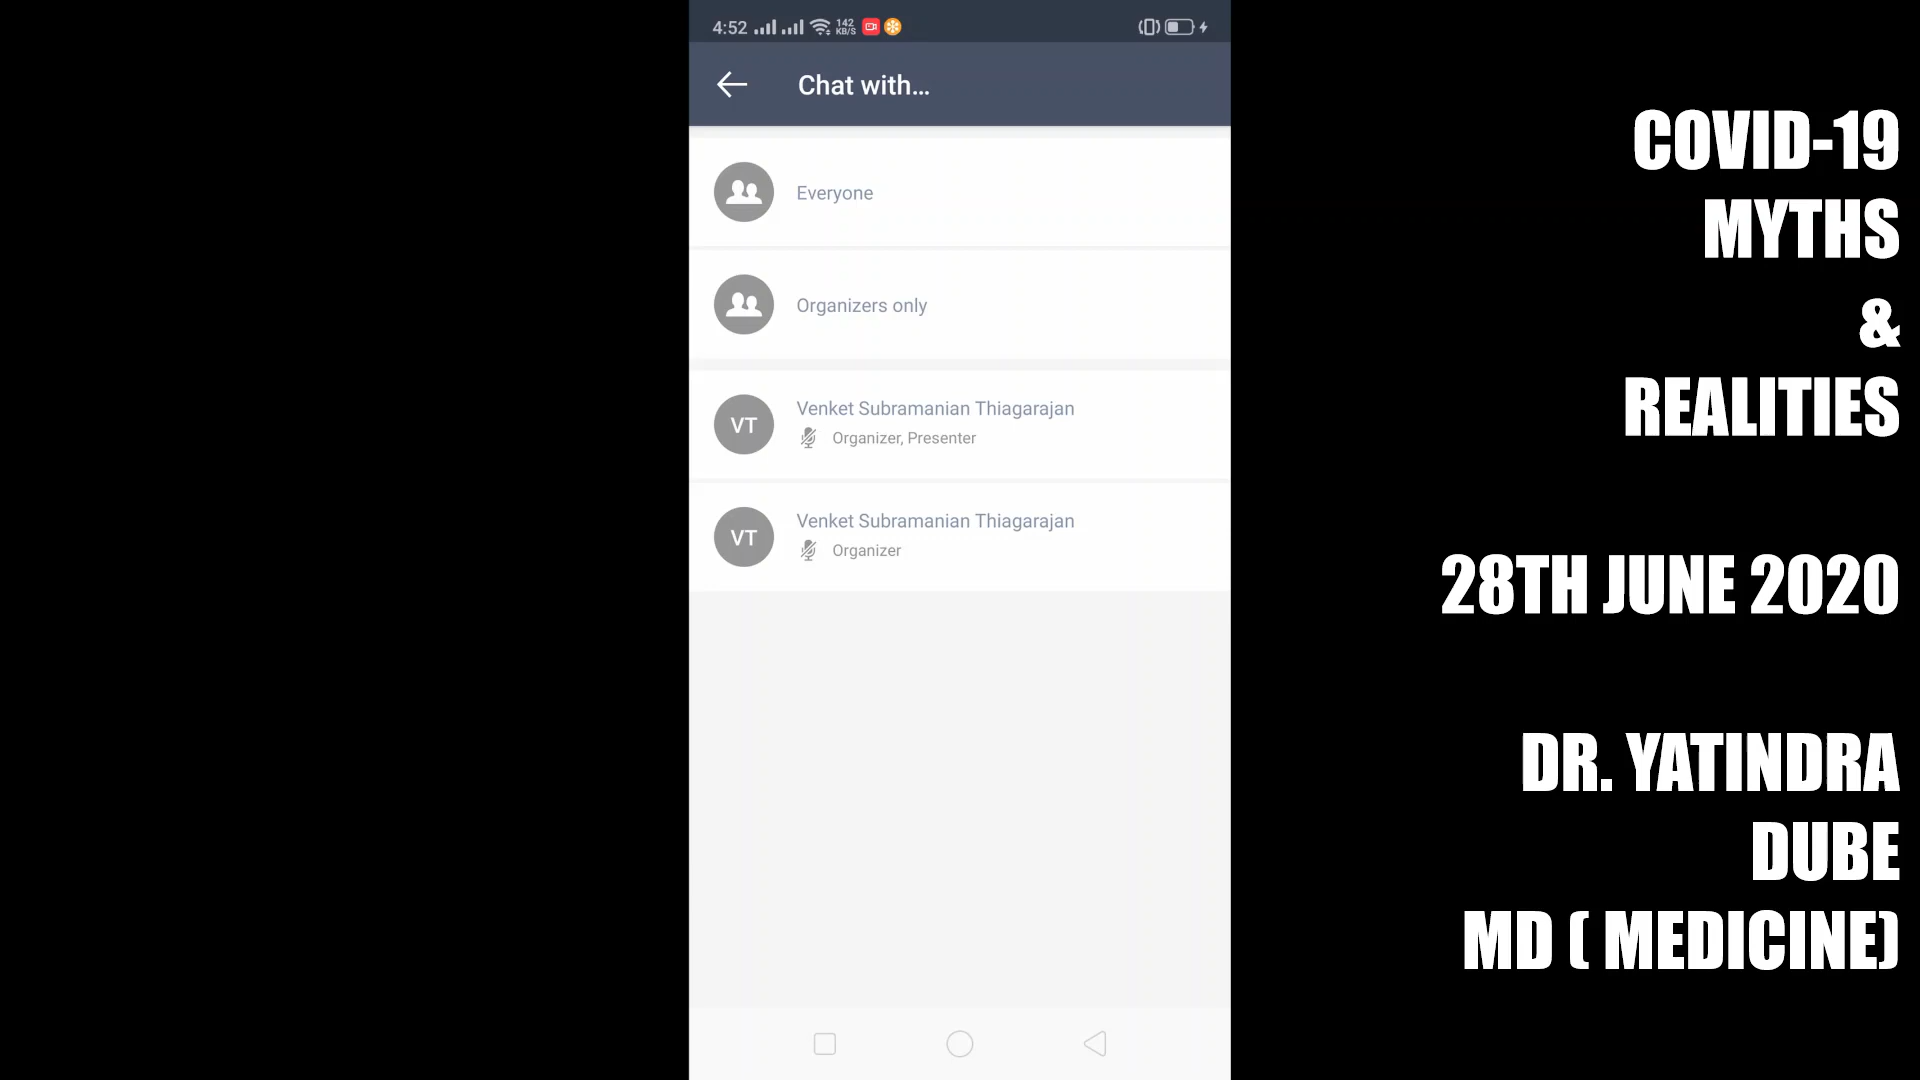 4:52
142
KB/S
Chat with...
Everyone
Organizers only
VT
Venket Subramanian Thiagarajan
Organizer, Presenter
VT
Venket Subramanian Thiagarajan
Organizer
COVID-19
MYTHS
&
REALITIES
28TH JUNE 2020
DR. YATINDRA
DUBE
MD ( MEDICINE)